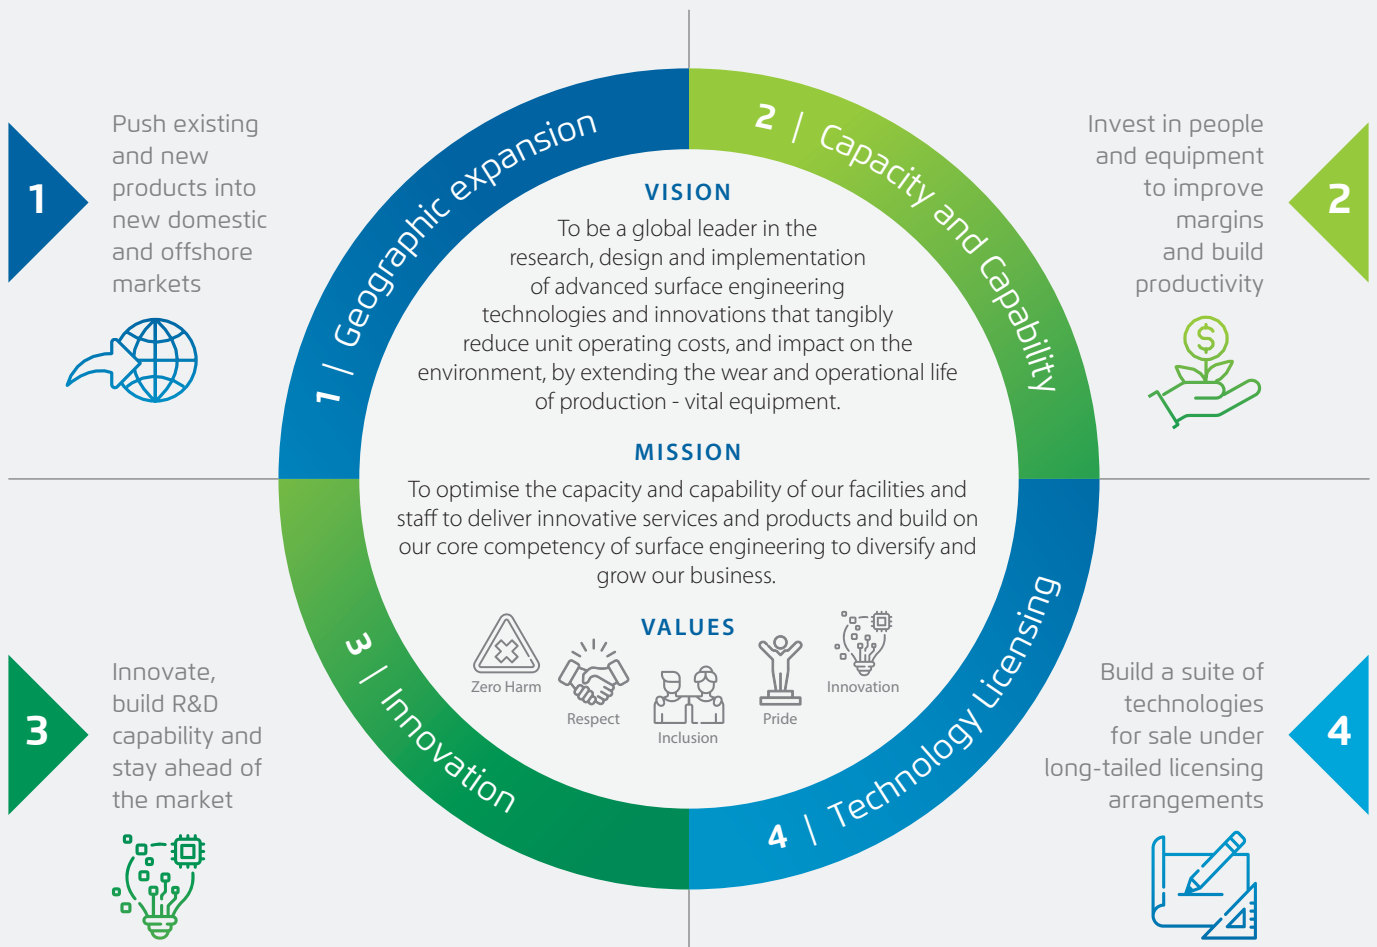 1
Push existing
and new
products into
new domestic
and offshore
markets
1 | Geographic expansion
2 | Capacity and Capability
2
Invest in people
and equipment
to improve
margins
and build
productivity
VISION
To be a global leader in the
research, design and implementation
of advanced surface engineering
technologies and innovations that tangibly
reduce unit operating costs, and impact on the
environment, by extending the wear and operational life
of production - vital equipment.
MISSION
To optimise the capacity and capability of our facilities and
staff to deliver innovative services and products and build on
our core competency of surface engineering to diversify and
grow our business.
VALUES
Zero Harm
Respect
Inclusion
Pride
Innovation
3
Innovate,
build R&D
capability and
stay ahead of
the market
3 | Innovation
4 | Technology Licensing
4
Build a suite of
technologies
for sale under
long-tailed licensing
arrangements
$